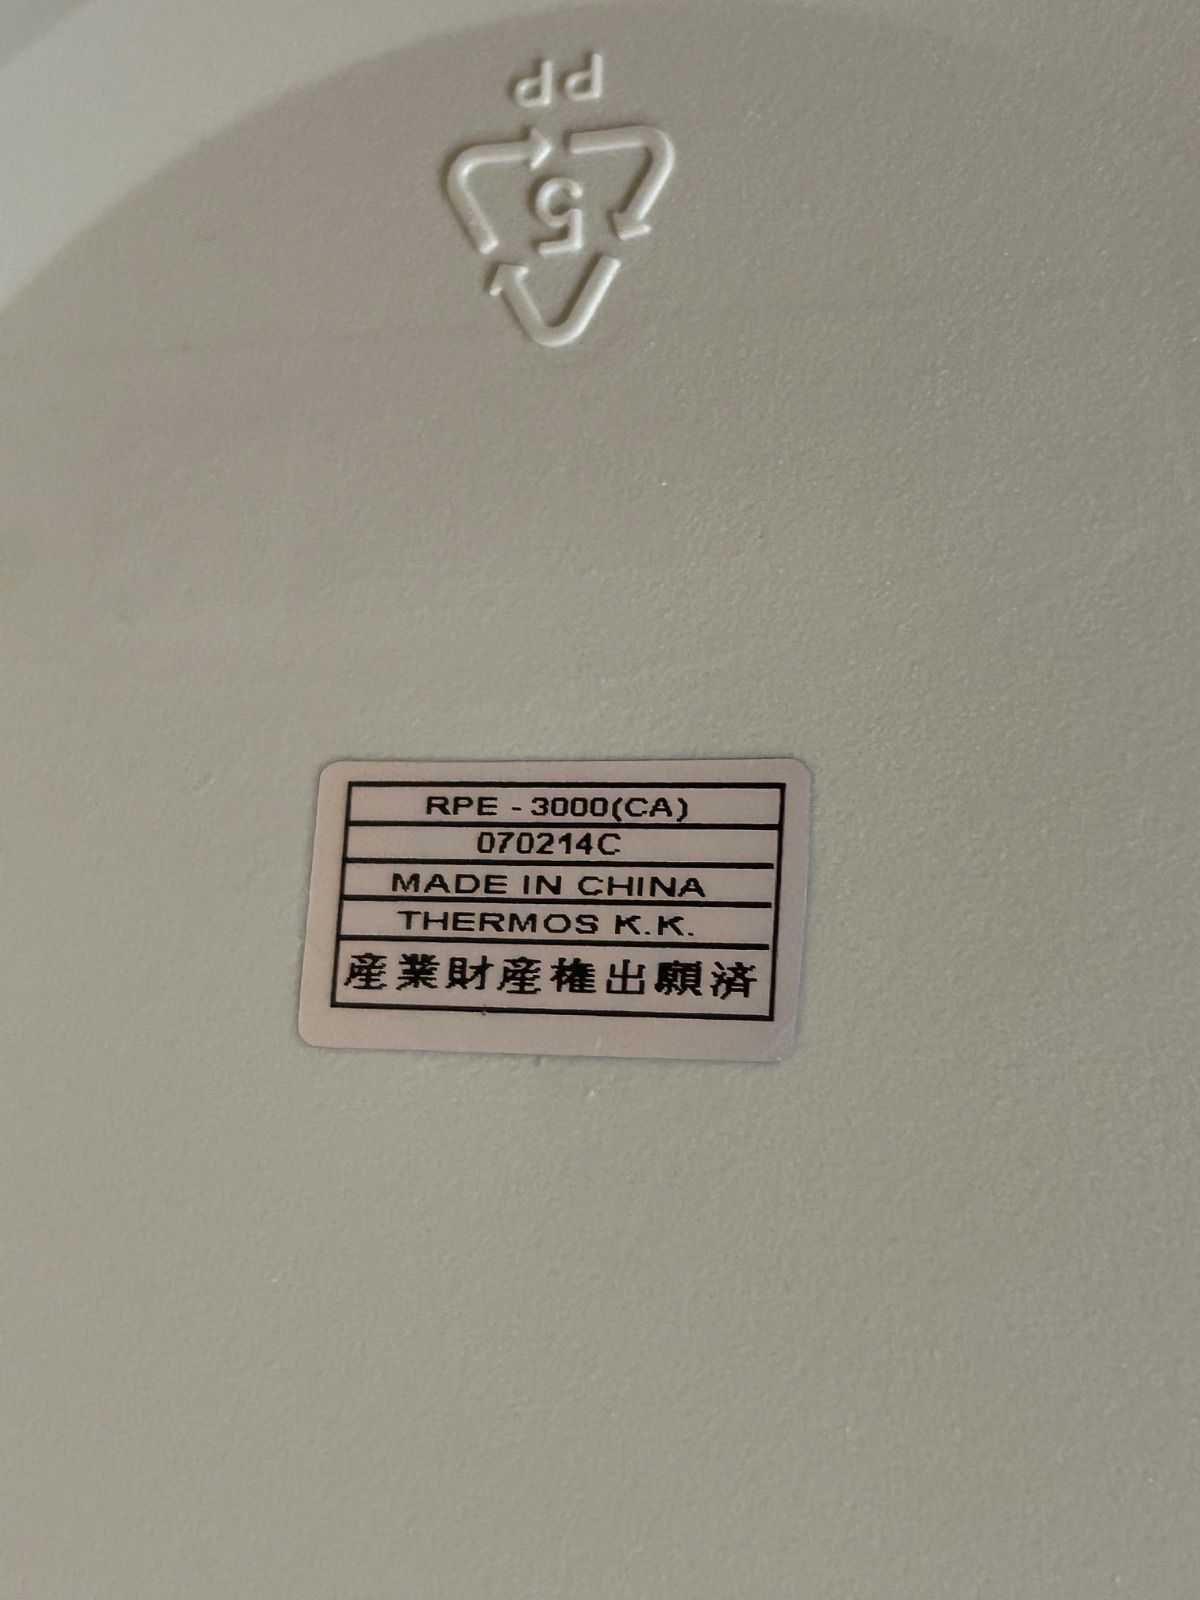 PP
5
RPE - 3000(CA)
070214C
MADE IN CHINA
THERMOS K.K.
産業財産権出願済